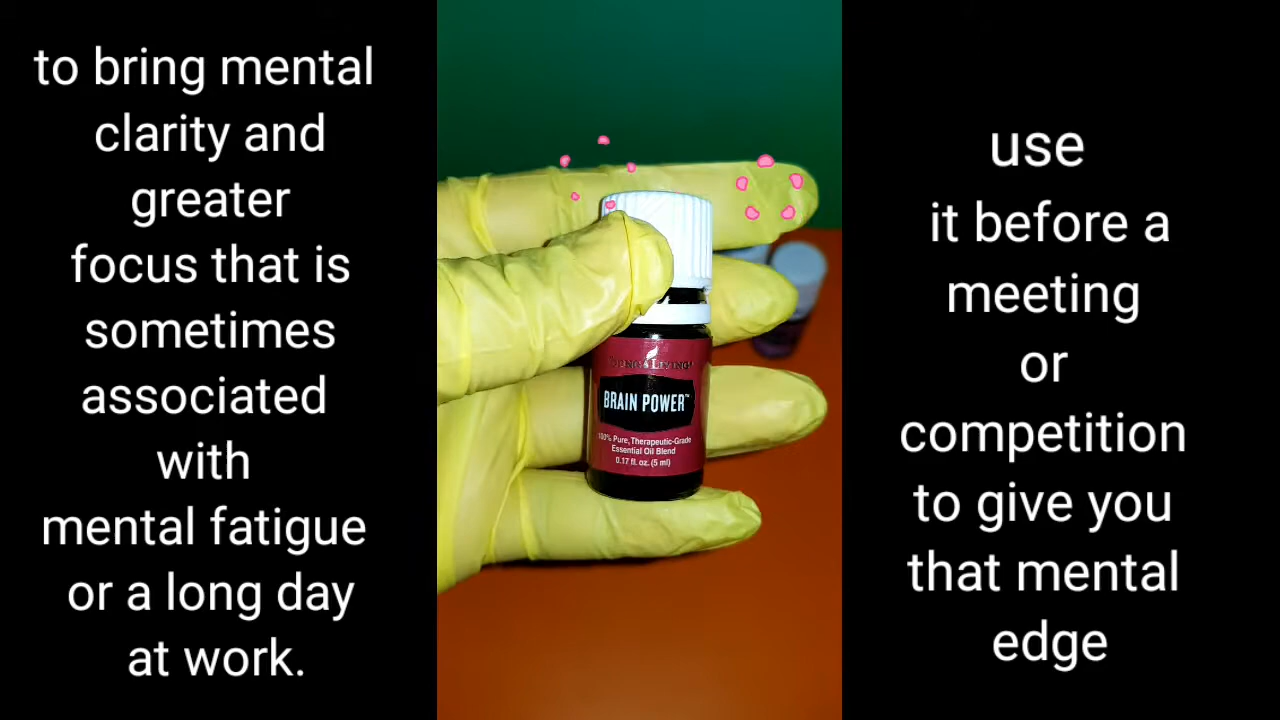 to bring mental
clarity and
greater
focus that is
sometimes
associated
with
mental fatigue
or a long day
at work.
YOUNG LIVING
BRAIN POWER™
100% Pure, Therapeutic-Grade
Essential Oil Blend
0.17 fl. oz. (5 ml)
use
it before a
meeting
or
competition
to give you
that mental
edge